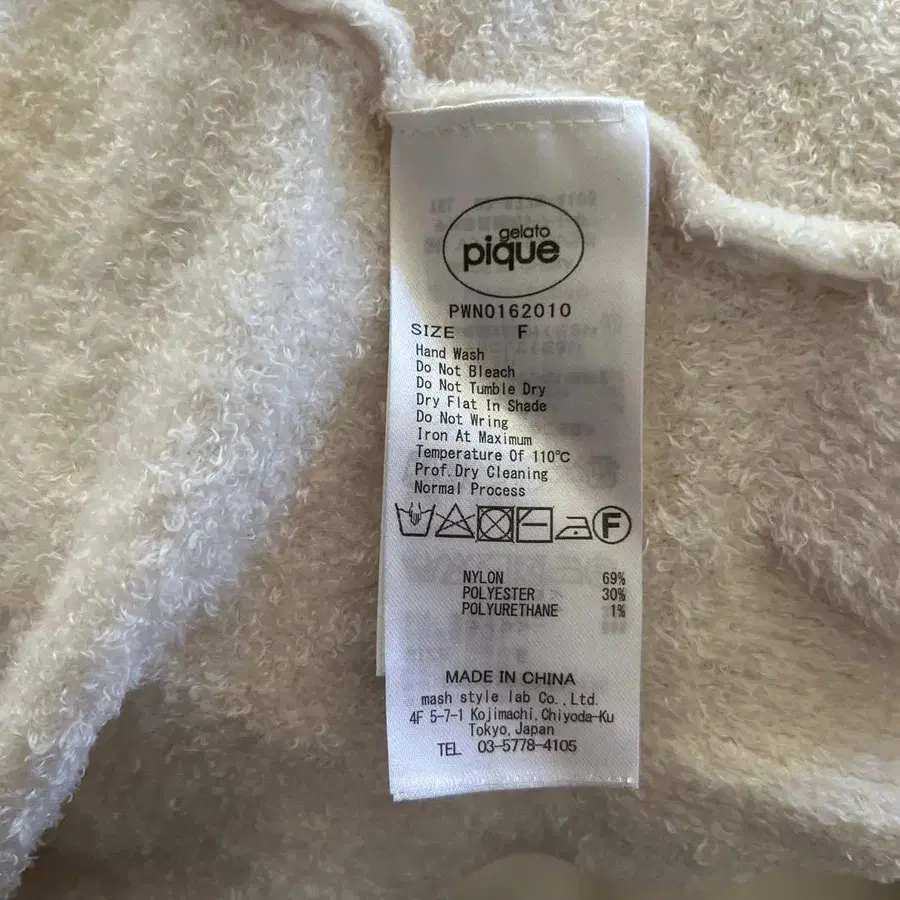 gelato
pique
PWN0162010
SIZE F
Hand Wash
Do Not Bleach
Do Not Tumble Dry
Dry Flat In Shade
Do Not Wring
Iron At Maximum
Temperature Of 110℃
Prof.Dry Cleaning
Normal Process
F
NYLON 69%
POLYESTER 30%
POLYURETHANE 1%
MADE IN CHINA
mash style lab Co.,Ltd.
4F 5-7-1 Kojimachi,Chiyoda-Ku
Tokyo,Japan
TEL 03-5778-4105